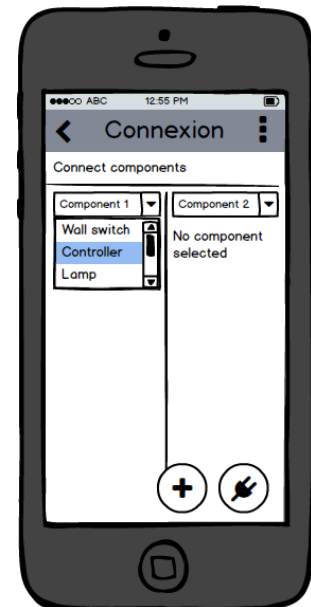 ABC 12:55 PM
Connexion
Connect components
Component 1
Component 2
Wall switch
Controller
Lamp
No component
selected